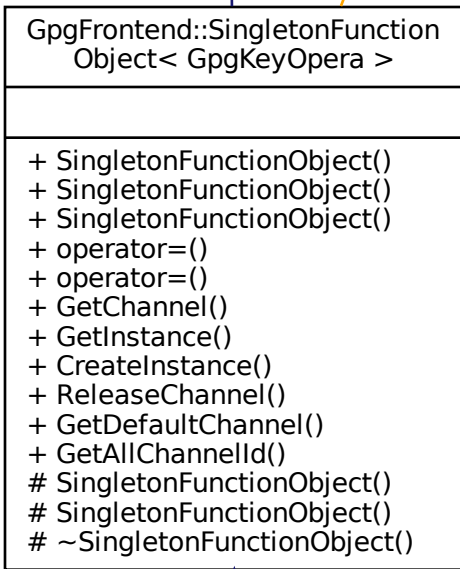 GpgFrontend::SingletonFunction
Object< GpgKeyOpera >
+ SingletonFunctionObject()
+ SingletonFunctionObject()
+ SingletonFunctionObject()
+ operator=()
+ operator=()
+ GetChannel()
+ GetInstance()
+ CreateInstance()
+ ReleaseChannel()
+ GetDefaultChannel()
+ GetAllChannelId()
# SingletonFunctionObject()
# SingletonFunctionObject()
# ~SingletonFunctionObject()